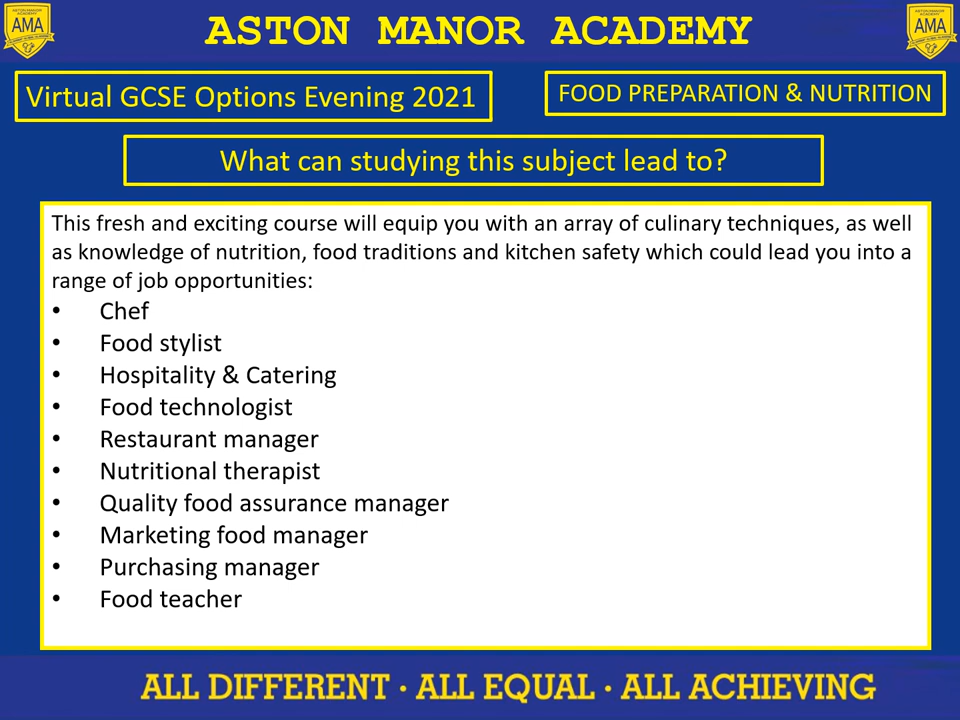 ASTON MANOR ACADEMY
AMA
AMA
Virtual GCSE Options Evening 2021
FOOD PREPARATION & NUTRITION
What can studying this subject lead to?
This fresh and exciting course will equip you with an array of culinary techniques, as well
as knowledge of nutrition, food traditions and kitchen safety which could lead you into a
range of job opportunities:
• Chef
• Food stylist
• Hospitality & Catering
• Food technologist
• Restaurant manager
• Nutritional therapist
• Quality food assurance manager
• Marketing food manager
• Purchasing manager
• Food teacher
ALL DIFFERENT · ALL EQUAL · ALL ACHIEVING